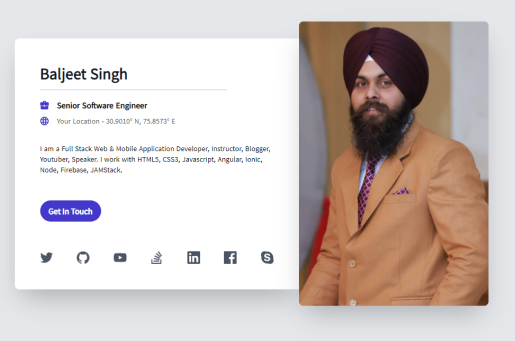 Baljeet Singh
Senior Software Engineer
Your Location - 30.9010° N, 75.8573° E
I am a Full Stack Web & Mobile Application Developer, Instructor, Blogger,
Youtuber, Speaker. I work with HTML5, CSS3, Javascript, Angular, Ionic,
Node, Firebase, JAMStack.
Get In Touch